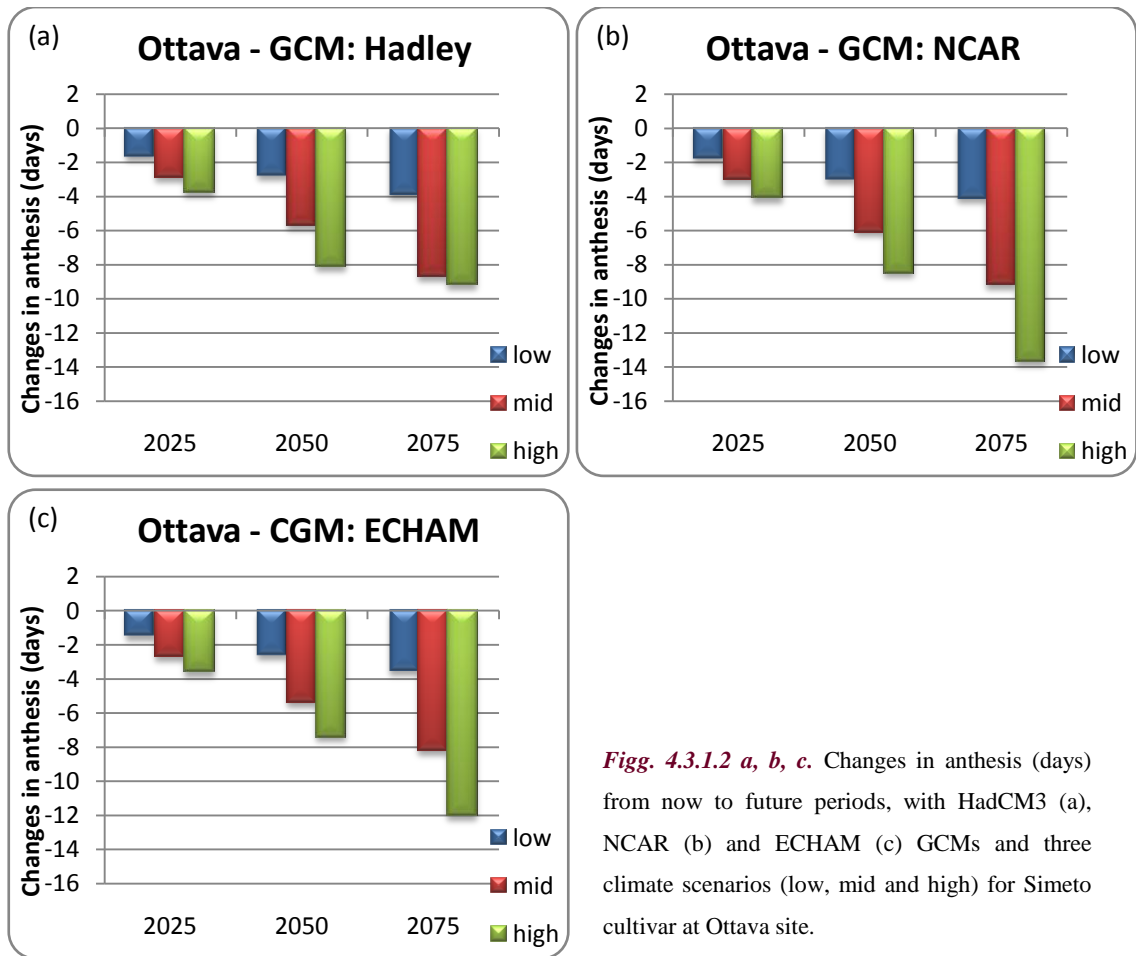 (a)
Ottava - GCM: Hadley
Changes in anthesis (days)
2
0
-2
-4
-6
-8
-10
-12
-14
-16
2025 2050 2075
low
mid
high
(b)
Ottava - GCM: NCAR
Changes in anthesis (days)
2
0
-2
-4
-6
-8
-10
-12
-14
-16
2025 2050 2075
low
mid
high
(c)
Ottava - CGM: ECHAM
Changes in anthesis (days)
2
0
-2
-4
-6
-8
-10
-12
-14
-16
2025 2050 2075
low
mid
high
Figg. 4.3.1.2 a, b, c. Changes in anthesis (days)
from now to future periods, with HadCM3 (a),
NCAR (b) and ECHAM (c) GCMs and three
climate scenarios (low, mid and high) for Simeto
cultivar at Ottava site.